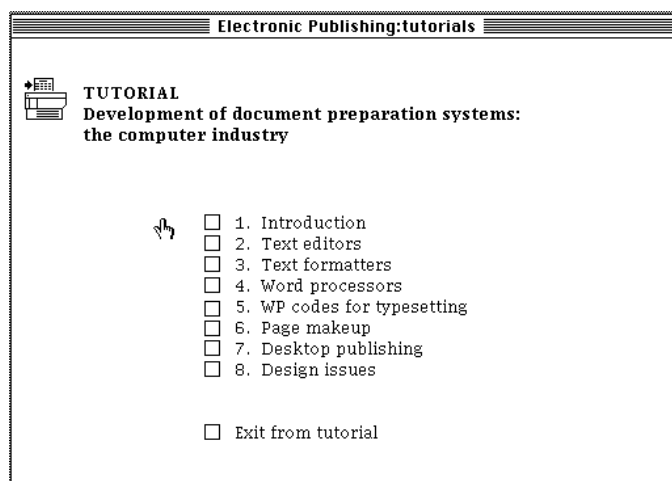 Electronic Publishing:tutorials
TUTORIAL
Development of document preparation systems:
the computer industry
1. Introduction
2. Text editors
3. Text formatters
4. Word processors
5. WP codes for typesetting
6. Page makeup
7. Desktop publishing
8. Design issues
Exit from tutorial